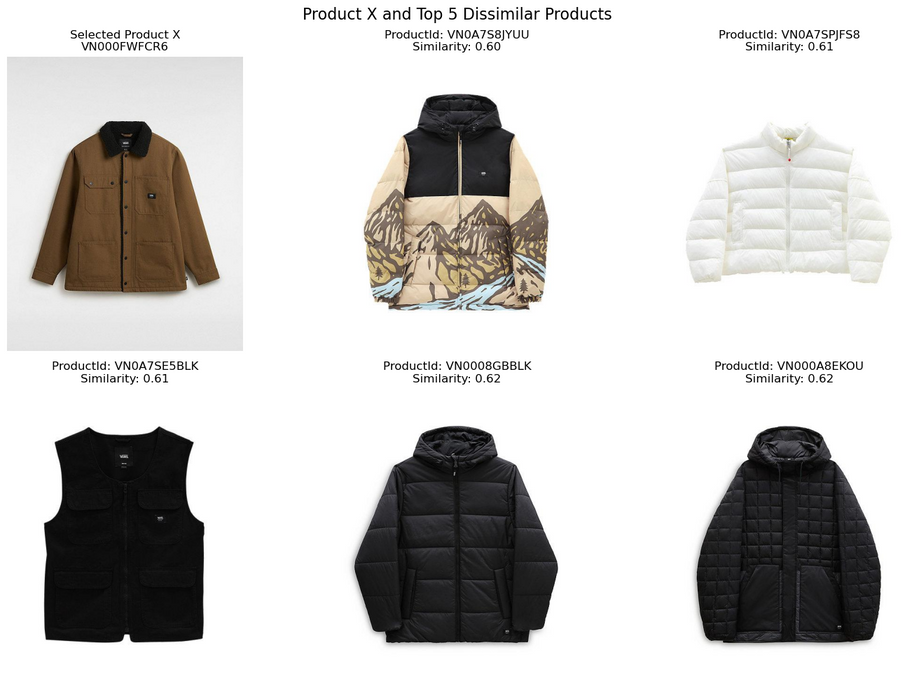 Product X and Top 5 Dissimilar Products
Selected Product X
VN000FWFCR6
ProductId: VN0A7S8JYUU
Similarity: 0.60
ProductId: VN0A7SPJFS8
Similarity: 0.61
ProductId: VN0A7SE5BLK
Similarity: 0.61
ProductId: VN0008GBBLK
Similarity: 0.62
ProductId: VN000A8EKOU
Similarity: 0.62